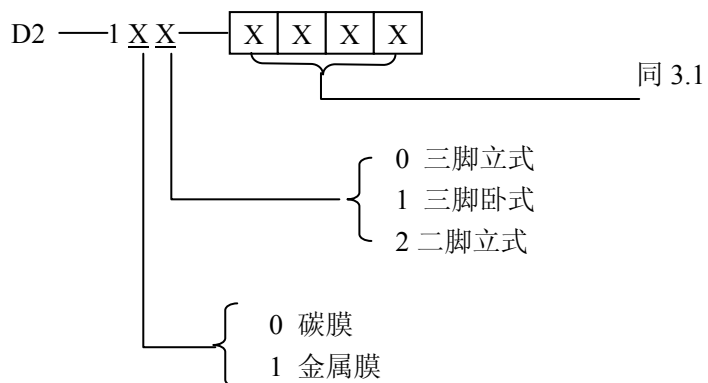 D2 1 X X X X X X
同 3.1
0 三脚立式
1 三脚卧式
2 二脚立式
0 碳膜
1 金属膜